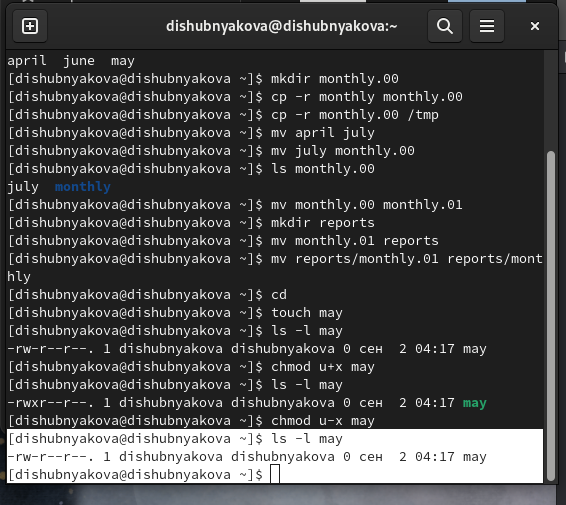 dishubnyakova@dishubnyakova:~
april  june  may
[dishubnyakova@dishubnyakova ~]$ mkdir monthly.00
[dishubnyakova@dishubnyakova ~]$ cp -r monthly monthly.00
[dishubnyakova@dishubnyakova ~]$ cp -r monthly.00 /tmp
[dishubnyakova@dishubnyakova ~]$ mv april july
[dishubnyakova@dishubnyakova ~]$ mv july monthly.00
[dishubnyakova@dishubnyakova ~]$ ls monthly.00
july  monthly
[dishubnyakova@dishubnyakova ~]$ mv monthly.00 monthly.01
[dishubnyakova@dishubnyakova ~]$ mkdir reports
[dishubnyakova@dishubnyakova ~]$ mv monthly.01 reports
[dishubnyakova@dishubnyakova ~]$ mv reports/monthly.01 reports/mont
hly
[dishubnyakova@dishubnyakova ~]$ cd
[dishubnyakova@dishubnyakova ~]$ touch may
[dishubnyakova@dishubnyakova ~]$ ls -l may
-rw-r--r--. 1 dishubnyakova dishubnyakova 0 сен  2 04:17 may
[dishubnyakova@dishubnyakova ~]$ chmod u+x may
[dishubnyakova@dishubnyakova ~]$ ls -l may
-rwxr--r--. 1 dishubnyakova dishubnyakova 0 сен  2 04:17 may
[dishubnyakova@dishubnyakova ~]$ chmod u-x may
[dishubnyakova@dishubnyakova ~]$ ls -l may
-rw-r--r--. 1 dishubnyakova dishubnyakova 0 сен  2 04:17 may
[dishubnyakova@dishubnyakova ~]$